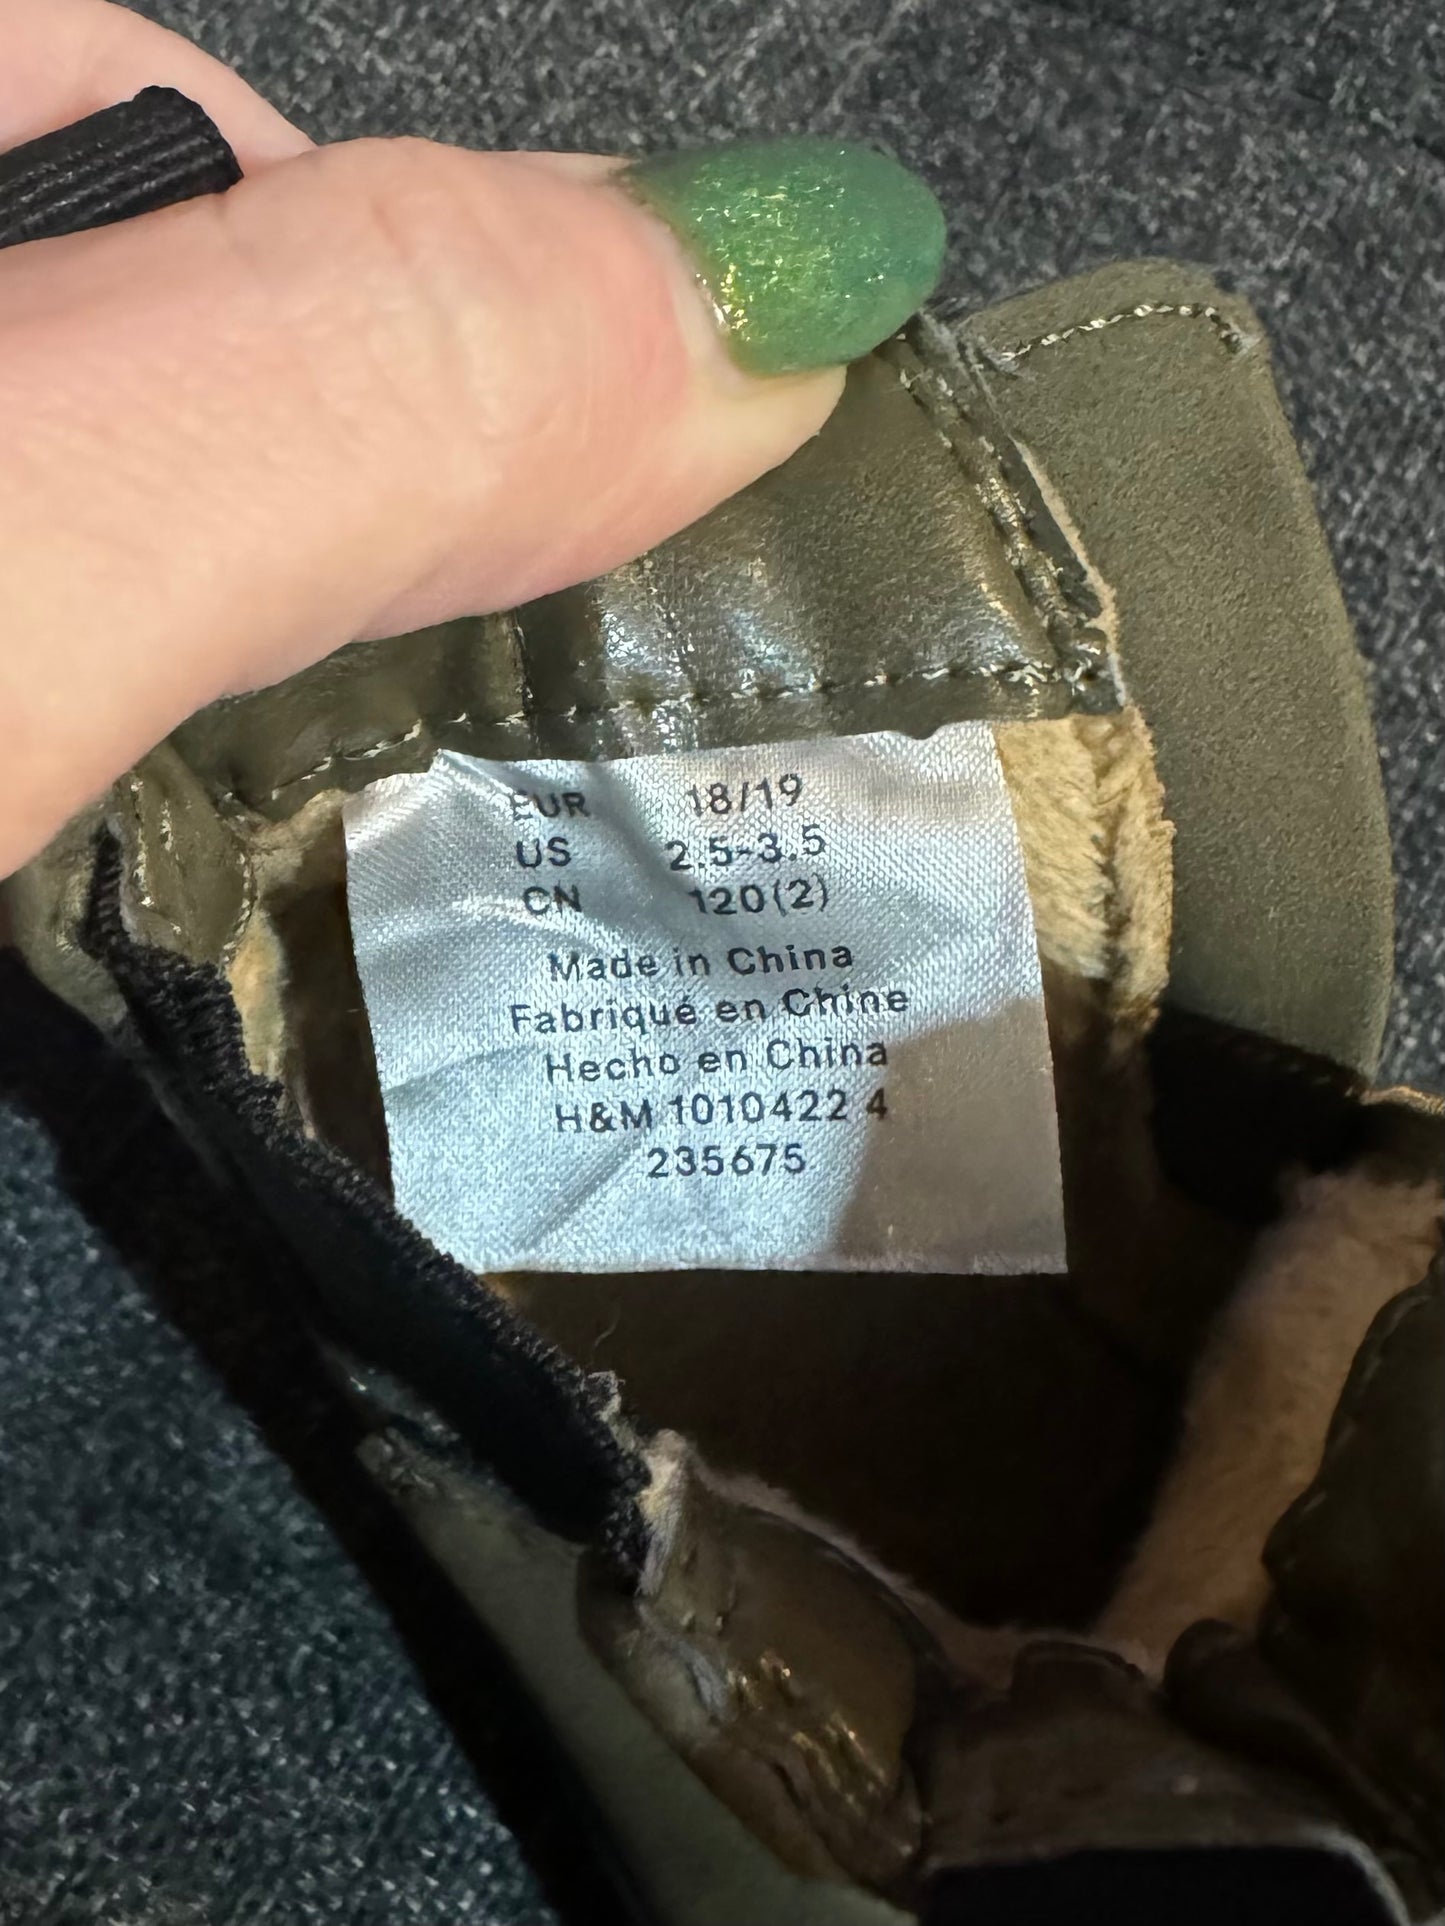 EUR 18/19
US 2.5-3.5
CN 120(2)
Made in China
Fabriqué en Chine
Hecho en China
H&M 1010422 4
235675